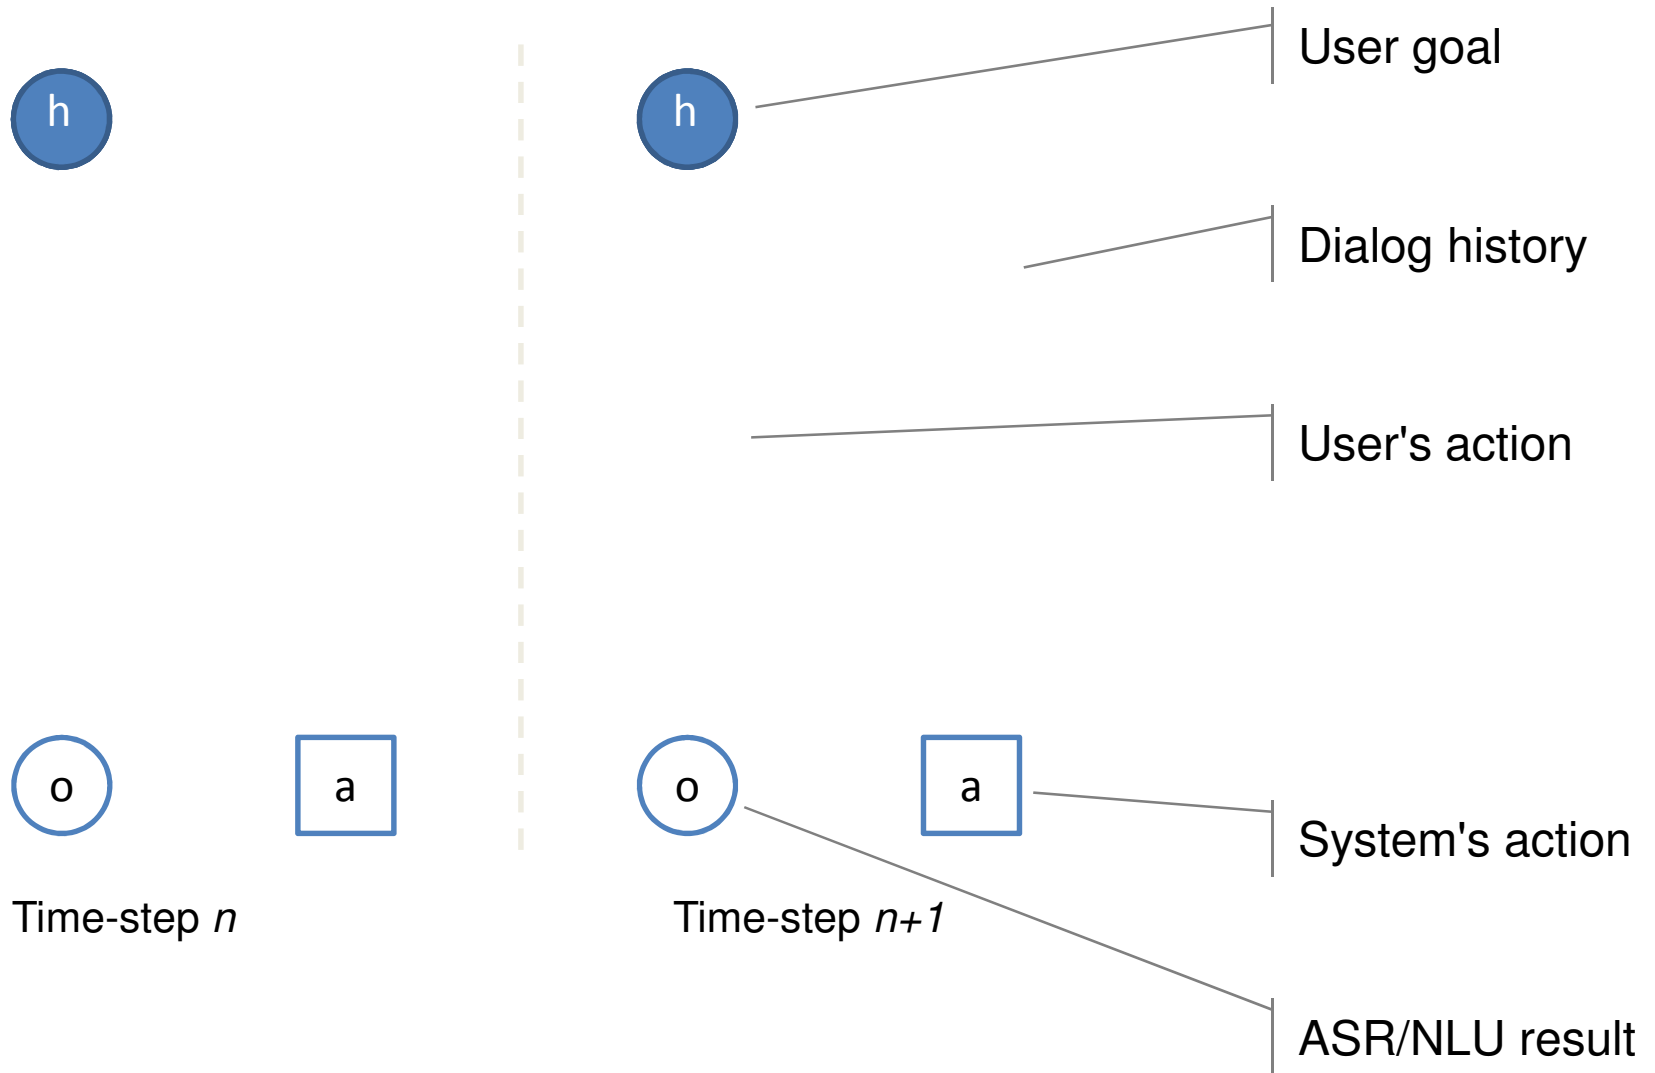 h
h
User goal
Dialog history
User's action
o
a
o
a
System's action
Time-step n
Time-step n+1
ASR/NLU result